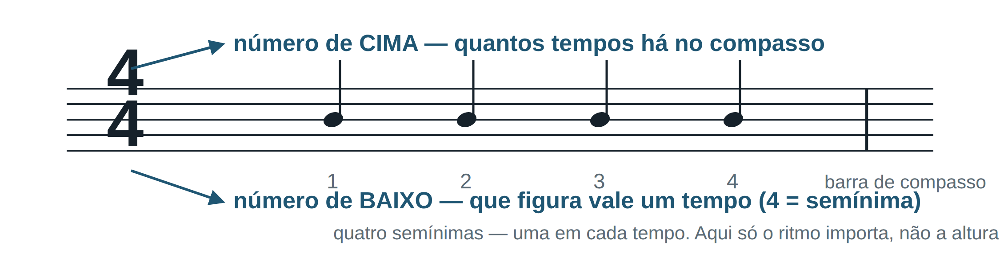 número de CIMA — quantos tempos há no compasso
4
4
1 2 3 4 barra de compasso
número de BAIXO — que figura vale um tempo (4 = semínima)
quatro semínimas — uma em cada tempo. Aqui só o ritmo importa, não a altura